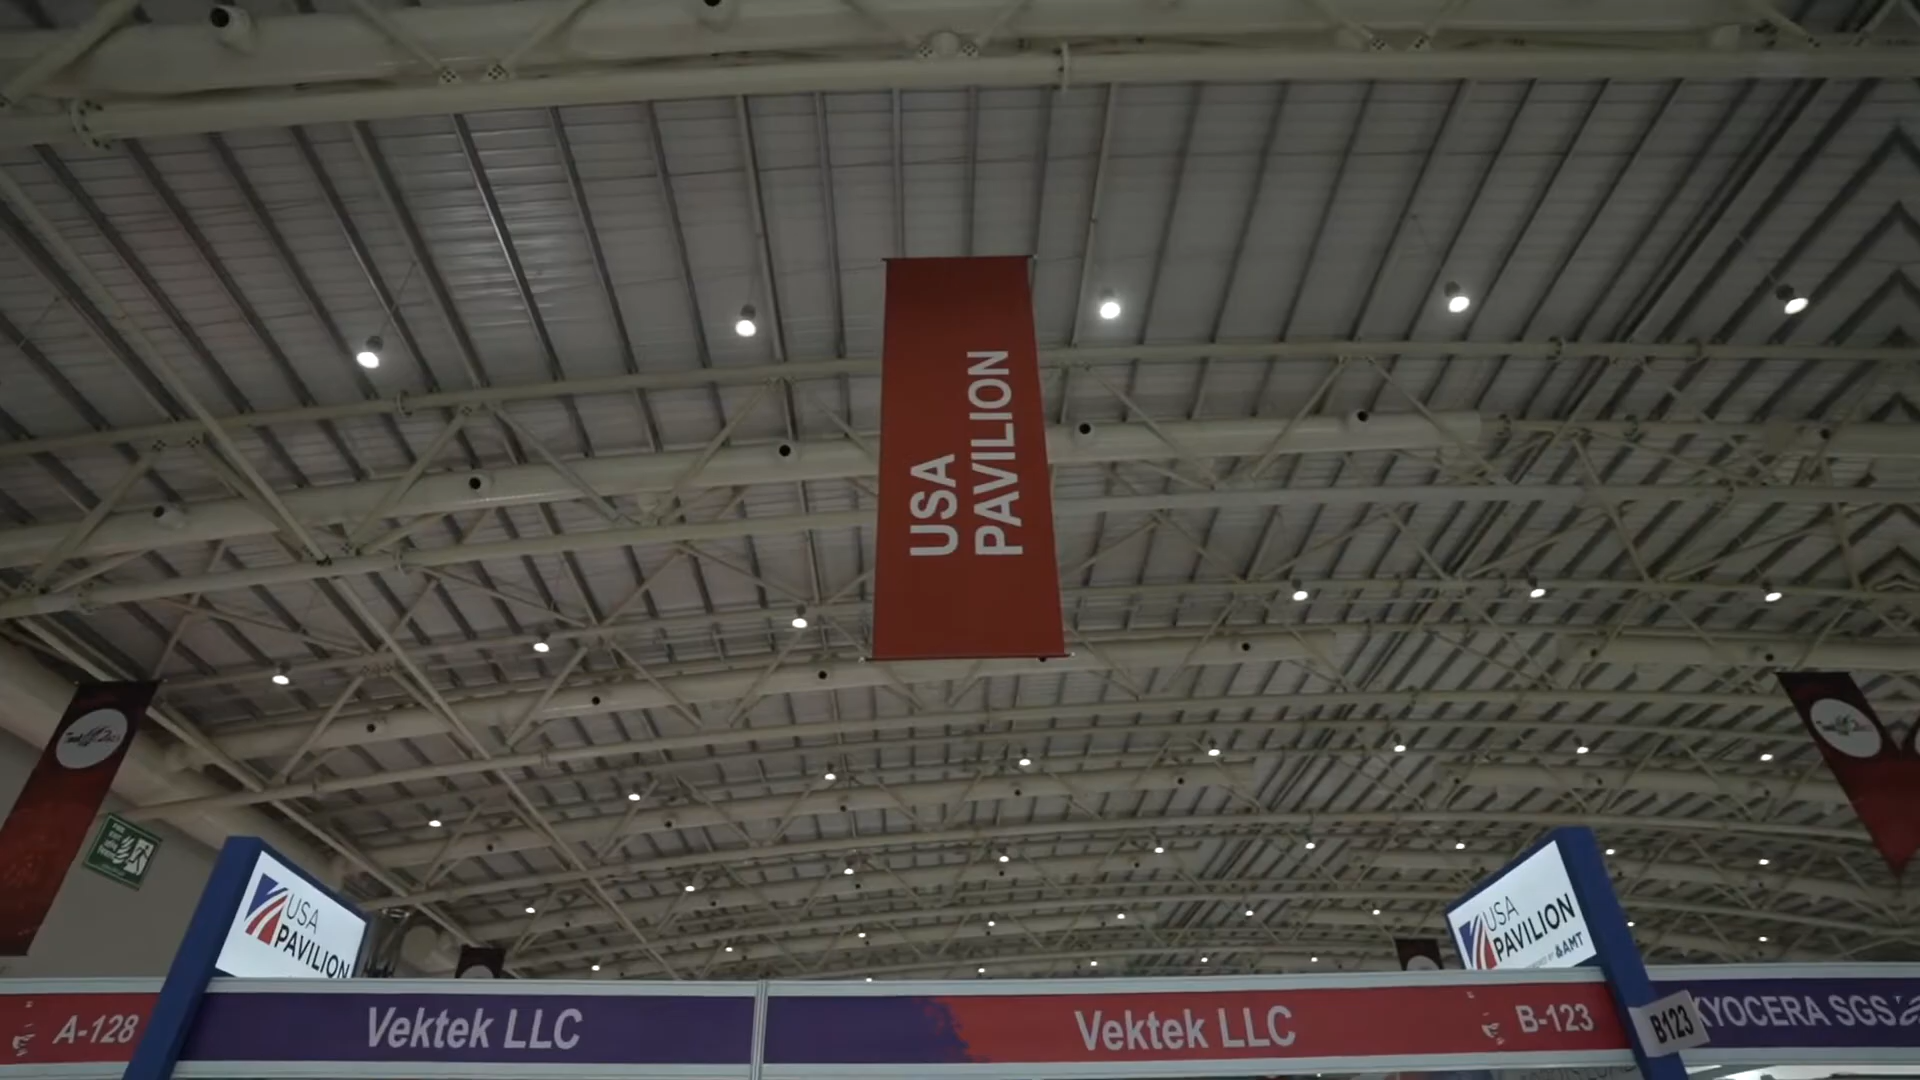 USA
PAVILION
USA
PAVILION
USA
PAVILION
&AMT
A-128
Vektek LLC
Vektek LLC
B-123
B123
KYOCERA SGS